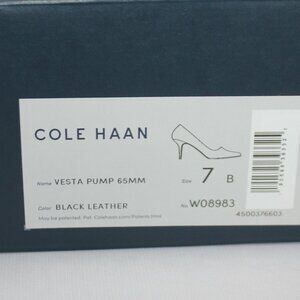 COLE HAAN
Name VESTA PUMP 65MM
Size 7 B
Color BLACK LEATHER
No. W08983
May be patented. Pat. Colehaan.com/Patents.html
4500376603